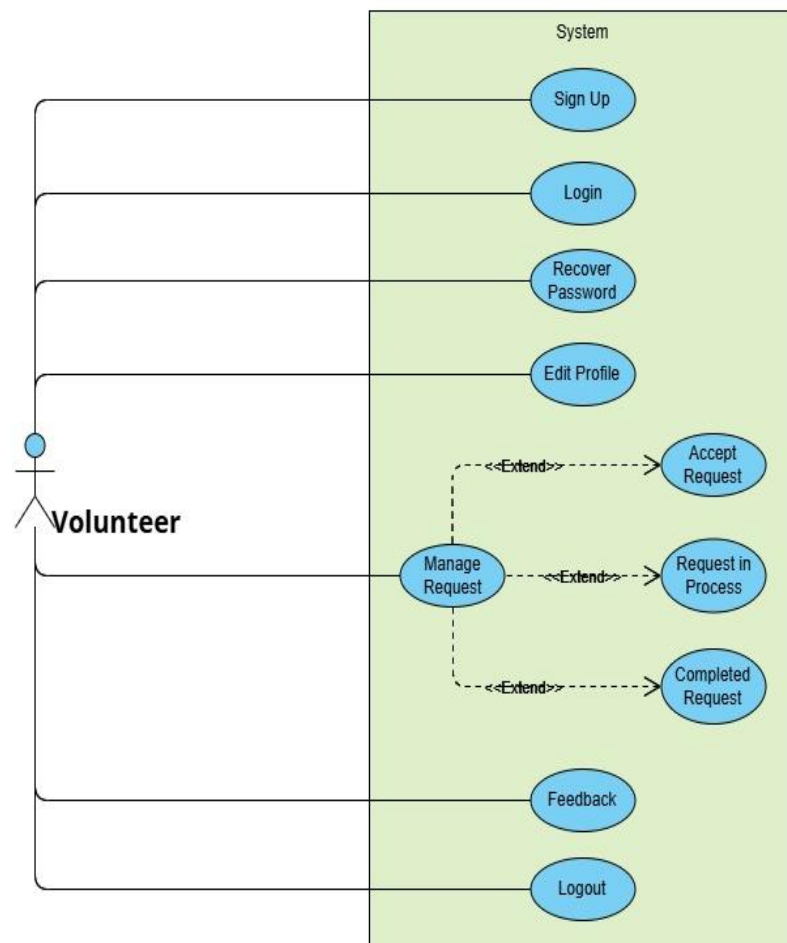 System
Sign Up
Login
Recover
Password
Edit Profile
Accept
Request
<<Extend>>
Volunteer
Manage
Request
<<Extend>>
Request in
Process
<<Extend>>
Completed
Request
Feedback
Logout